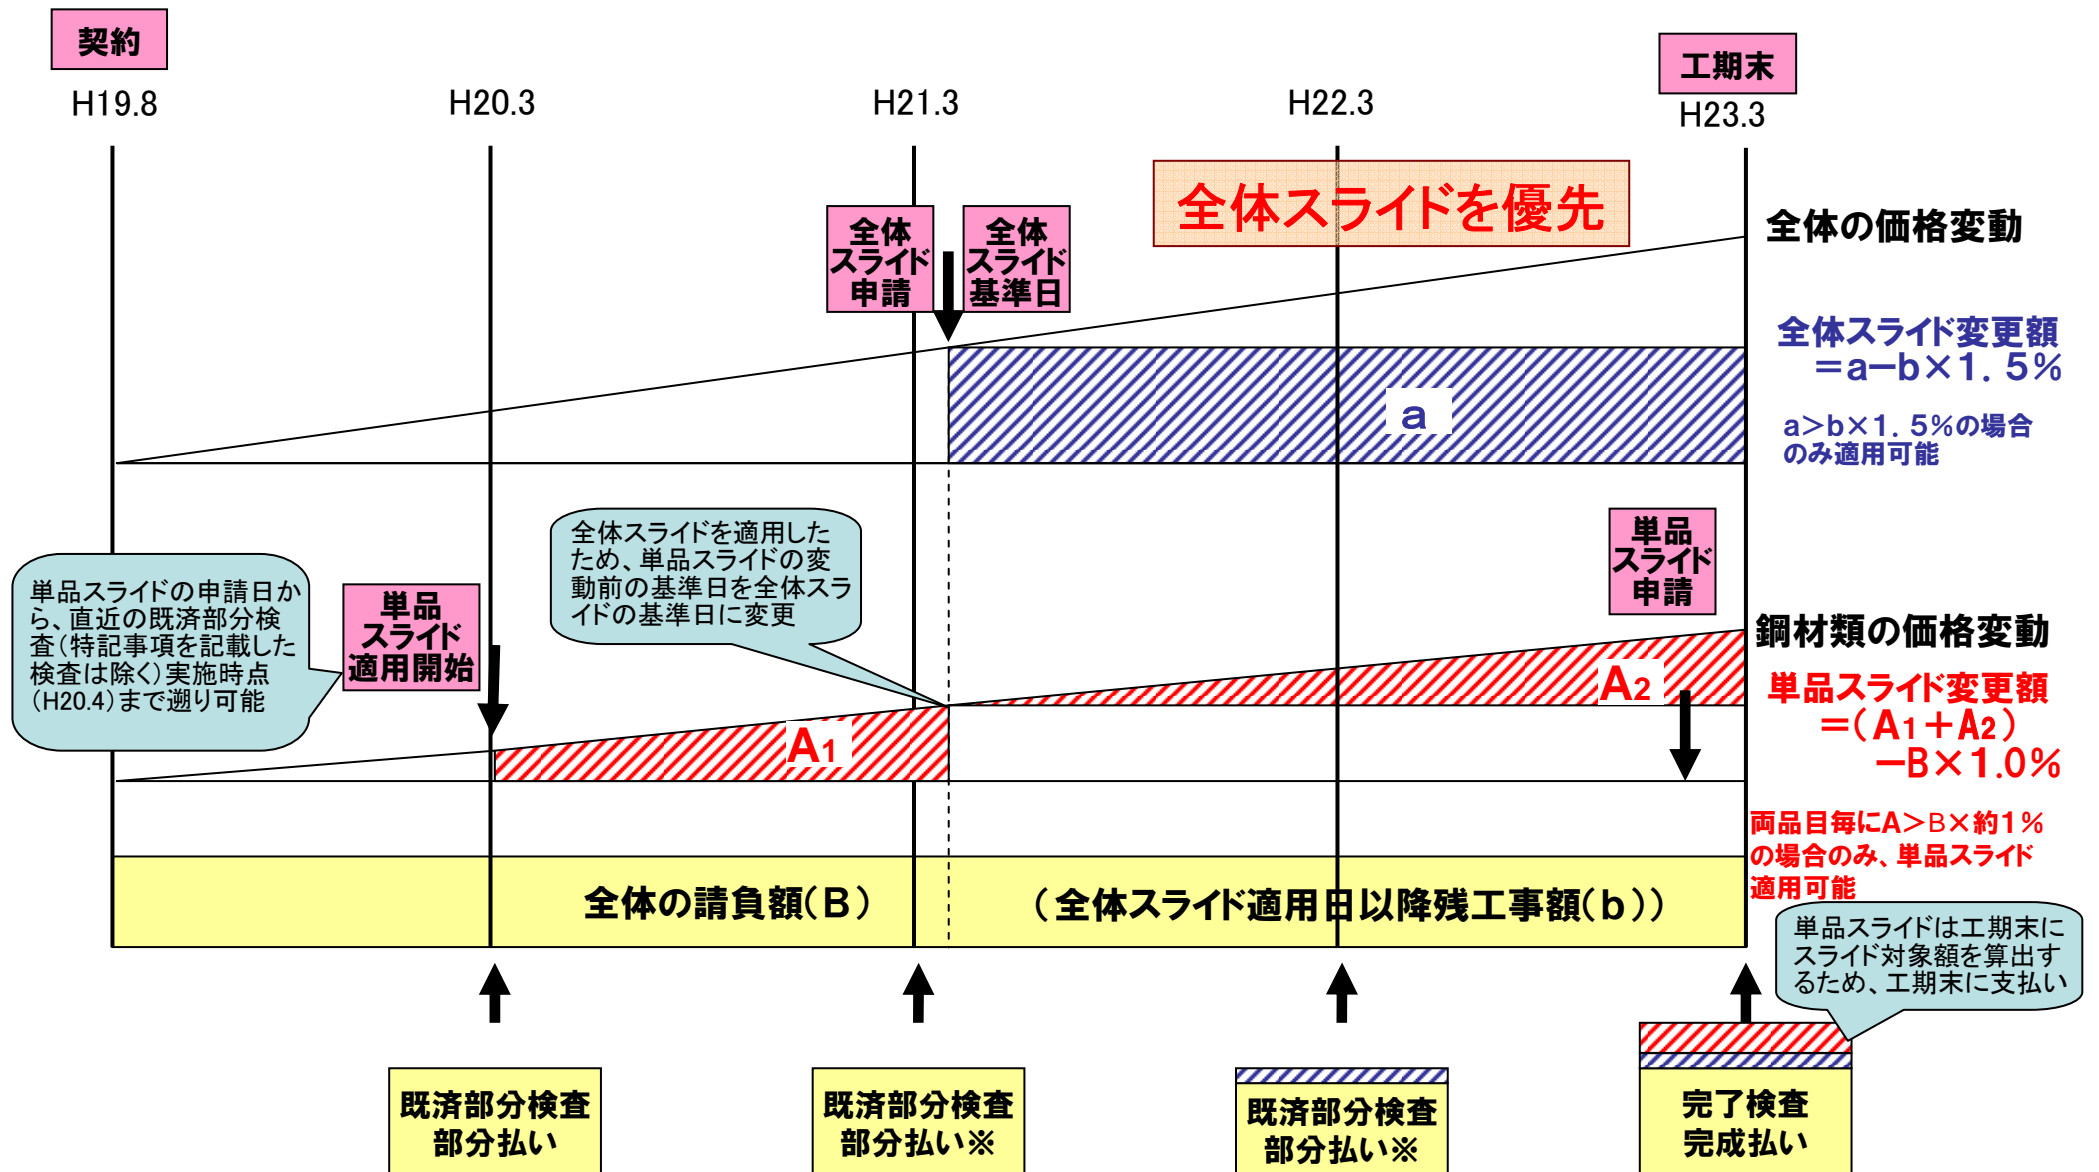 契約
工期末
H19.8
H20.3
H21.3
H22.3
H23.3
全体スライドを優先
全体
スライド
申請
全体
スライド
基準日
全体の価格変動
全体スライド変更額
＝a－b×1．5％
a＞b×1．5％の場合
のみ適用可能
a
単品スライドの申請日か
ら、直近の既済部分検
査（特記事項を記載した
検査は除く）実施時点
（H20.4）まで遡り可能
単品
スライド
適用開始
全体スライドを適用した
ため、単品スライドの変
動前の基準日を全体スラ
イドの基準日に変更
単品
スライド
申請
鋼材類の価格変動
A1
A2
単品スライド変更額
＝（A1＋A2）
－B×1.0％
両品目毎にA＞B×約1％
の場合のみ、単品スライド
適用可能
全体の請負額（B）
（全体スライド適用日以降残工事額（b））
単品スライドは工期末に
スライド対象額を算出す
るため、工期末に支払い
既済部分検査
部分払い
既済部分検査
部分払い※
既済部分検査
部分払い※
完了検査
完成払い